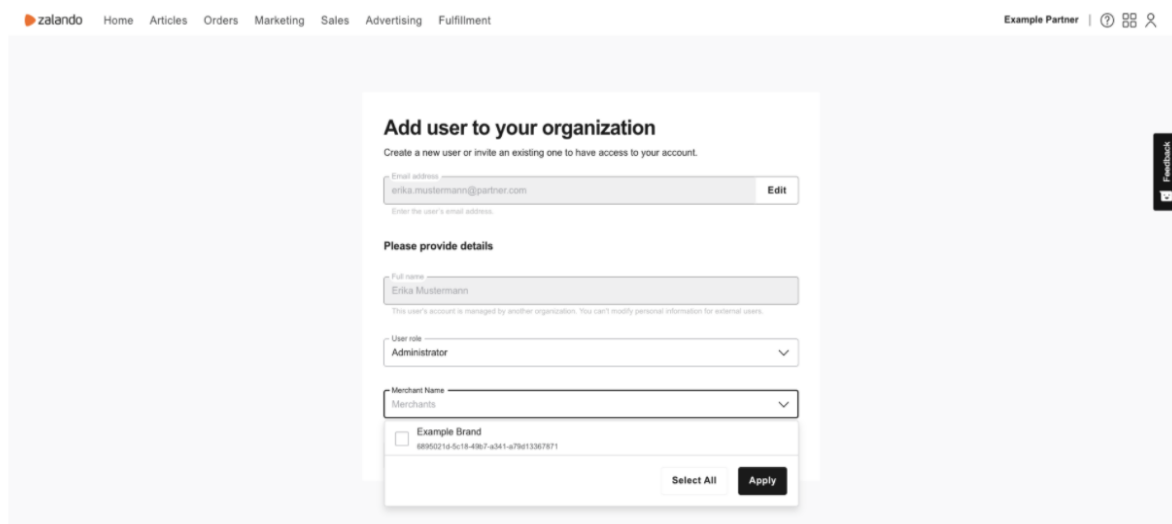 zalando Home Articles Orders Marketing Sales Advertising Fulfillment Example Partner
Feedback
Add user to your organization
Create a new user or invite an existing one to have access to your account.
Email address
erika.mustermann@partner.com Edit
Enter the user's email address.
Please provide details
Full name
Erika Mustermann
This user's account is managed by another organization. You can't modify personal information for external users.
User role
Administrator
Merchant Name
Merchants
Example Brand
6895021d-5c18-49b7-a341-a79d13367871
Select All Apply